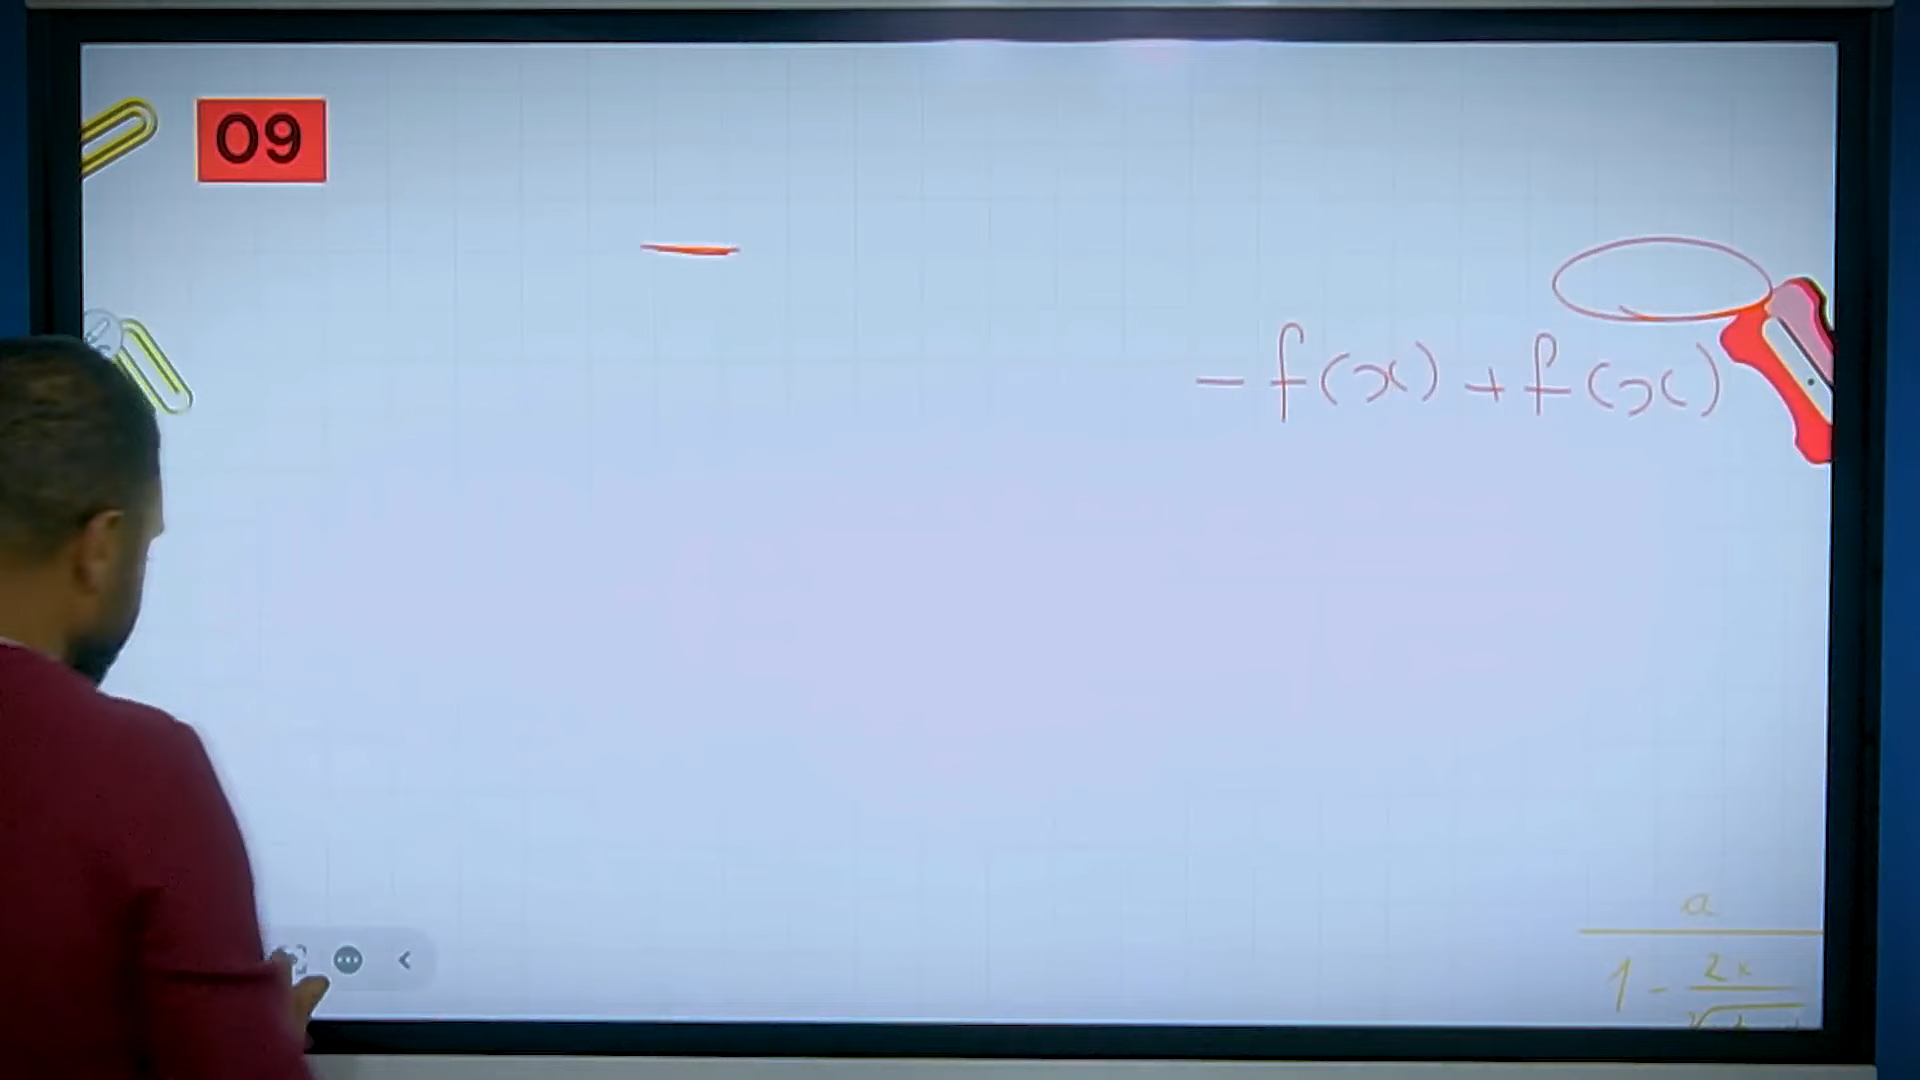 09
- f(x) + f(x)
a
1 - 2x